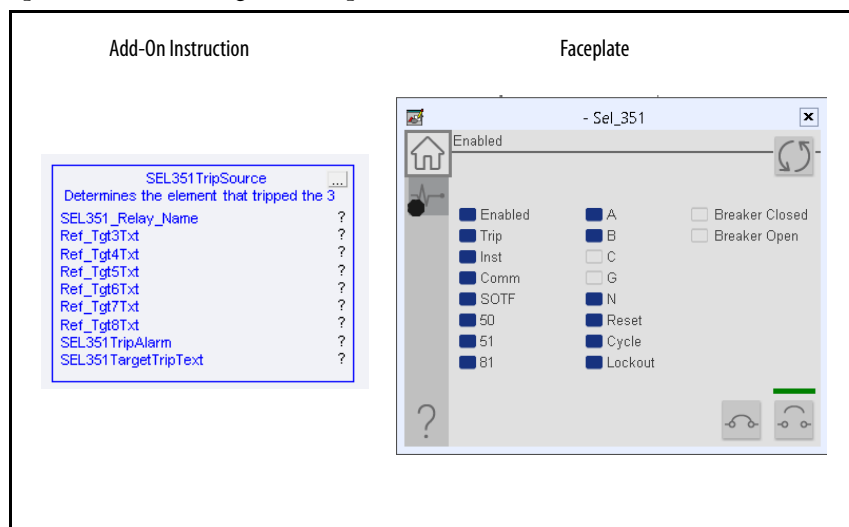 Add-On Instruction
Faceplate
SEL351TripSource ...
Determines the element that tripped the 3
SEL351_Relay_Name ?
Ref_Tgt3Txt ?
Ref_Tgt4Txt ?
Ref_Tgt5Txt ?
Ref_Tgt6Txt ?
Ref_Tgt7Txt ?
Ref_Tgt8Txt ?
SEL351TripAlarm ?
SEL351TargetTripText ?
- Sel_351
Enabled
Enabled A Breaker Closed
Trip B Breaker Open
Inst C
Comm G
SOTF N
50 Reset
51 Cycle
81 Lockout
?